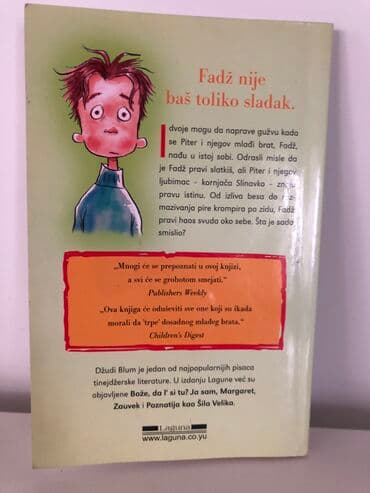 Fadž nije
baš toliko sladak.
I dvoje mogu da naprave gužvu kada
se Piter i njegov mlađi brat, Fadž,
nađu u istoj sobi. Odrasli misle da
je Fadž pravi slatkiš, ali Piter i njegov
ljubimac - kornjača Slinavko - znaju
pravu istinu. Od izliva besa do raz-
mazivanja pire krompira po zidu, Fadž
pravi haos svuda oko sebe. Šta je sada
smislio?
„Mnogi će se prepoznati u ovoj knjizi,
a svi će se grohotom smejati.“
Publishers Weekly
„Ova knjiga će oduševiti sve one koji su ikada
morali da 'trpe' dosadnog mlađeg brata.“
Children's Digest
Džudi Blum je jedan od najpopularnijih pisaca
tinejdžerske literature. U izdanju Lagune već su
objavljene Bože, da l' si tu? Ja sam, Margaret,
Zauvek i Poznatija kao Šila Velika.
Laguna
www.laguna.co.yu